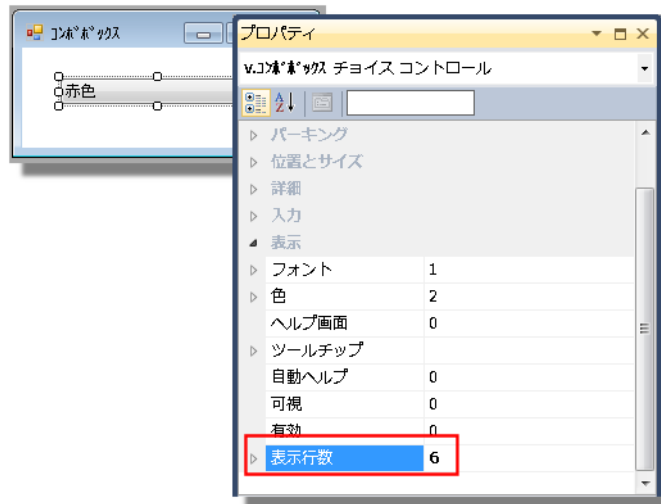 ｺﾝﾎﾞﾎﾞｯｸｽ
赤色
プロパティ
v.ｺﾝﾎﾞﾎﾞｯｸｽ チョイス コントロール
パーキング
位置とサイズ
詳細
入力
表示
フォント 1
色 2
ヘルプ画面 0
ツールチップ
自動ヘルプ 0
可視 0
有効 0
表示行数 6